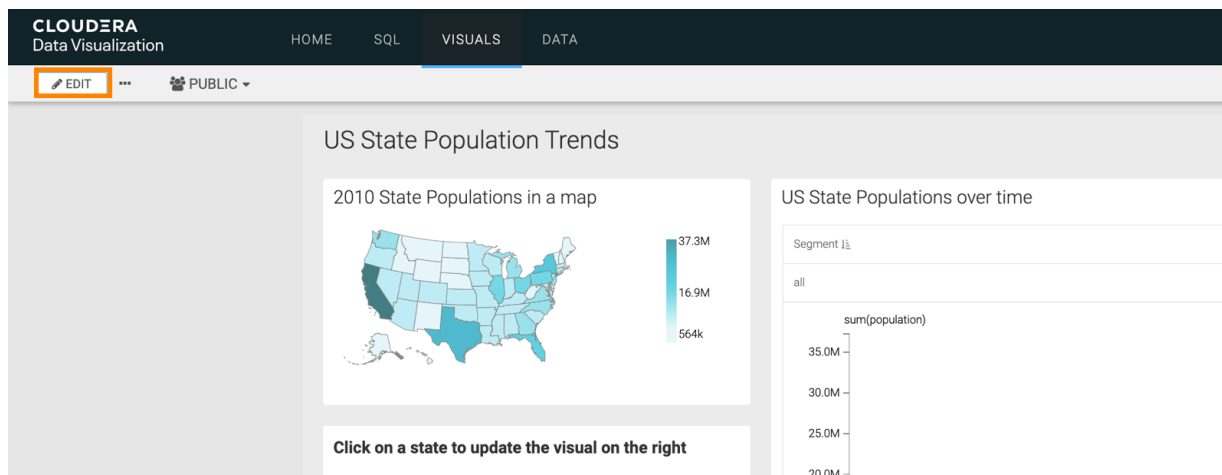 CLOUDERA
Data Visualization
HOME SQL VISUALS DATA
EDIT ••• PUBLIC
US State Population Trends
2010 State Populations in a map
37.3M
16.9M
564k
Click on a state to update the visual on the right
US State Populations over time
Segment
all
sum(population)
35.0M
30.0M
25.0M
20.0M